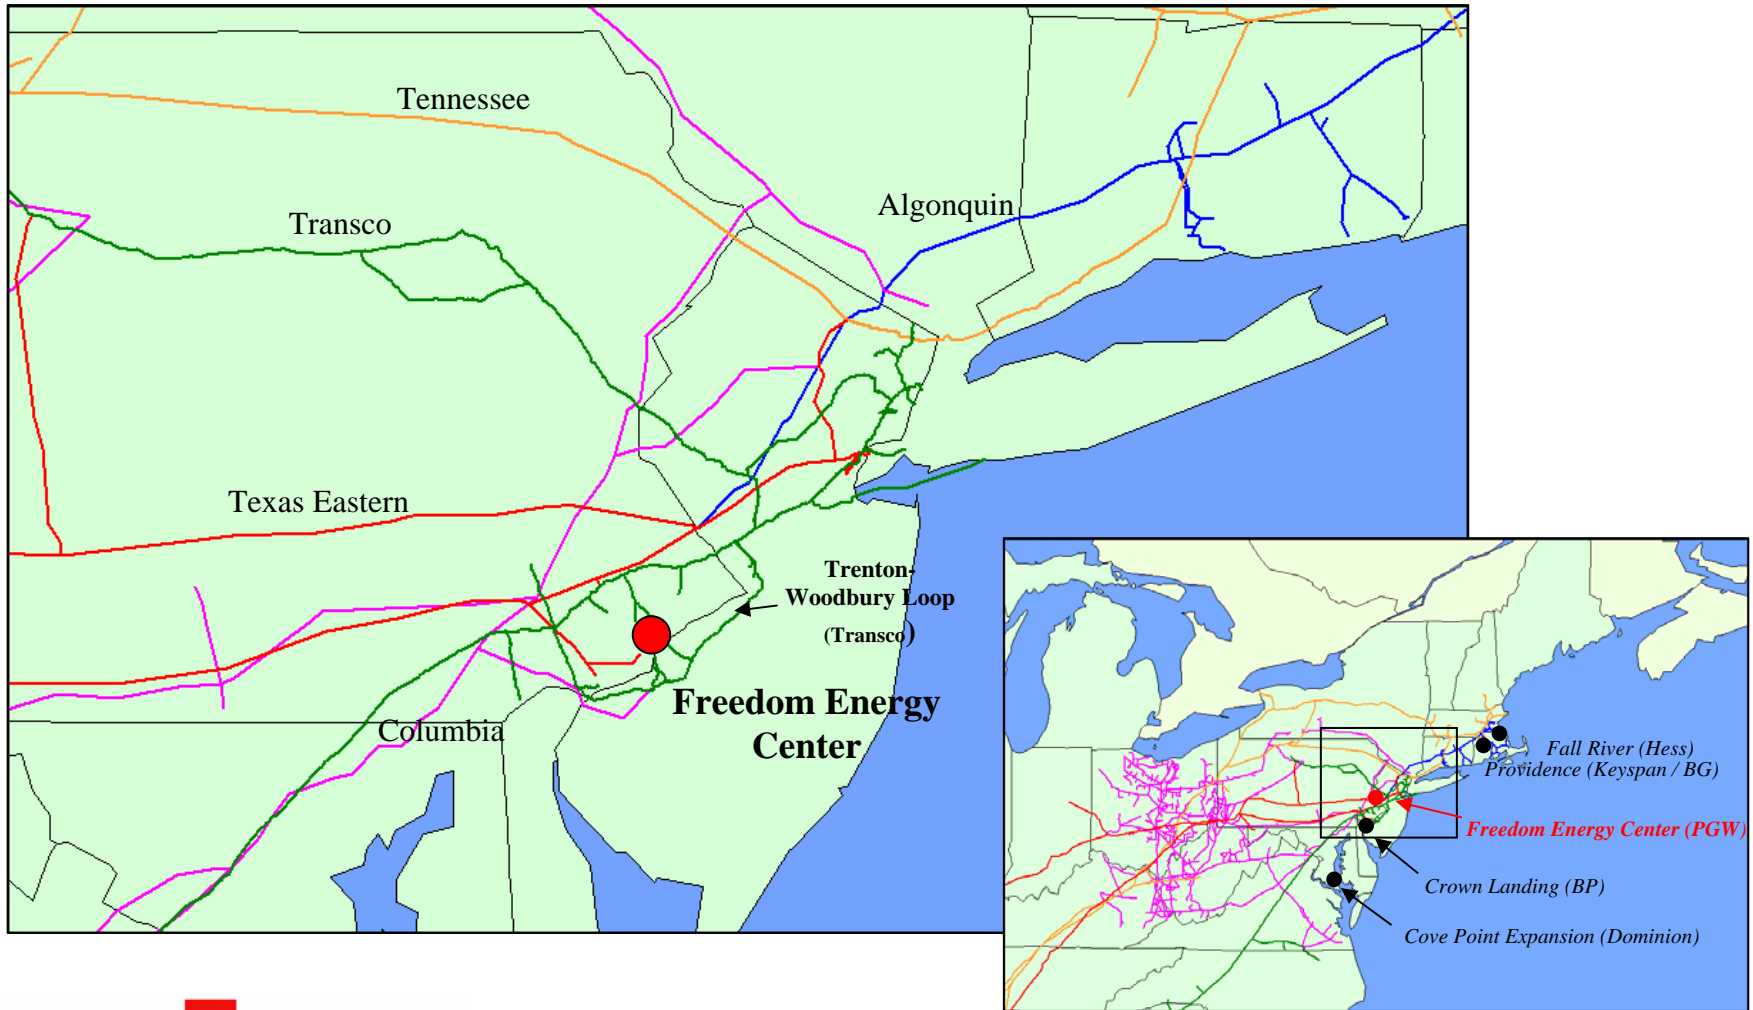 Tennessee
Algonquin
Transco
Texas Eastern
Trenton-
Woodbury Loop
(Transco)
Freedom Energy
Center
Columbia
Fall River (Hess)
Providence (Keyspan / BG)
Freedom Energy Center (PGW)
Crown Landing (BP)
Cove Point Expansion (Dominion)